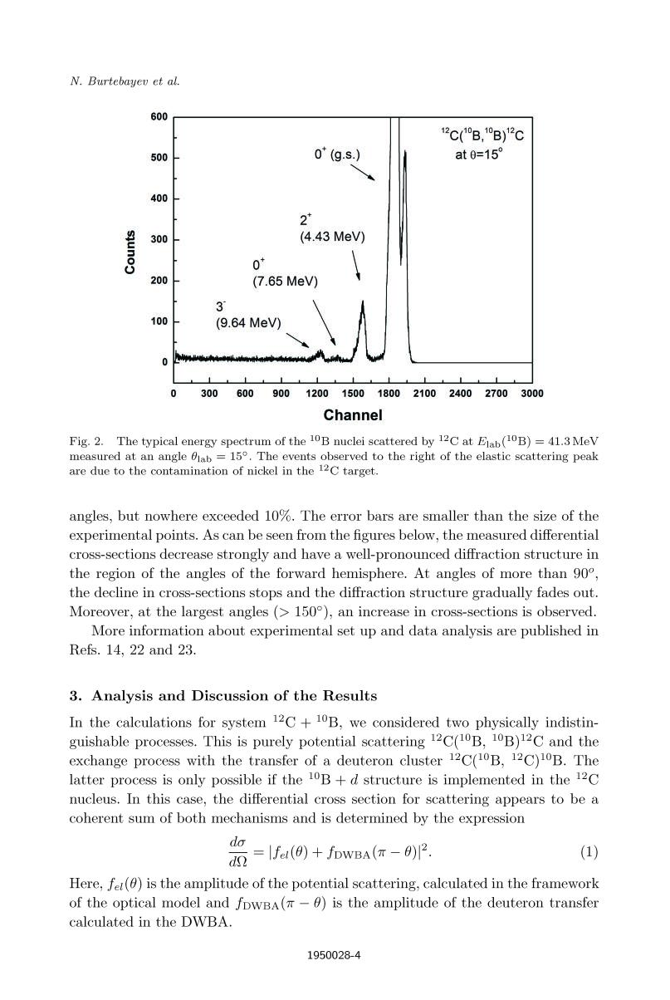 N. Burtebayev et al.
600
500
400
300
200
100
0
Counts
¹²C(¹⁰B,¹⁰B)¹²C
at θ=15°
0⁺ (g.s.)
2⁺
(4.43 MeV)
0⁺
(7.65 MeV)
3⁻
(9.64 MeV)
0 300 600 900 1200 1500 1800 2100 2400 2700 3000
Channel
Fig. 2. The typical energy spectrum of the ¹⁰B nuclei scattered by ¹²C at E_lab(¹⁰B) = 41.3 MeV
measured at an angle θ_lab = 15°. The events observed to the right of the elastic scattering peak
are due to the contamination of nickel in the ¹²C target.
angles, but nowhere exceeded 10%. The error bars are smaller than the size of the
experimental points. As can be seen from the figures below, the measured differential
cross-sections decrease strongly and have a well-pronounced diffraction structure in
the region of the angles of the forward hemisphere. At angles of more than 90ᵒ,
the decline in cross-sections stops and the diffraction structure gradually fades out.
Moreover, at the largest angles (> 150°), an increase in cross-sections is observed.
More information about experimental set up and data analysis are published in
Refs. 14, 22 and 23.
3. Analysis and Discussion of the Results
In the calculations for system ¹²C + ¹⁰B, we considered two physically indistin-
guishable processes. This is purely potential scattering ¹²C(¹⁰B, ¹⁰B)¹²C and the
exchange process with the transfer of a deuteron cluster ¹²C(¹⁰B, ¹²C)¹⁰B. The
latter process is only possible if the ¹⁰B + d structure is implemented in the ¹²C
nucleus. In this case, the differential cross section for scattering appears to be a
coherent sum of both mechanisms and is determined by the expression
dσ/dΩ = |f_el(θ) + f_DWBA(π − θ)|². (1)
Here, f_el(θ) is the amplitude of the potential scattering, calculated in the framework
of the optical model and f_DWBA(π − θ) is the amplitude of the deuteron transfer
calculated in the DWBA.
1950028-4